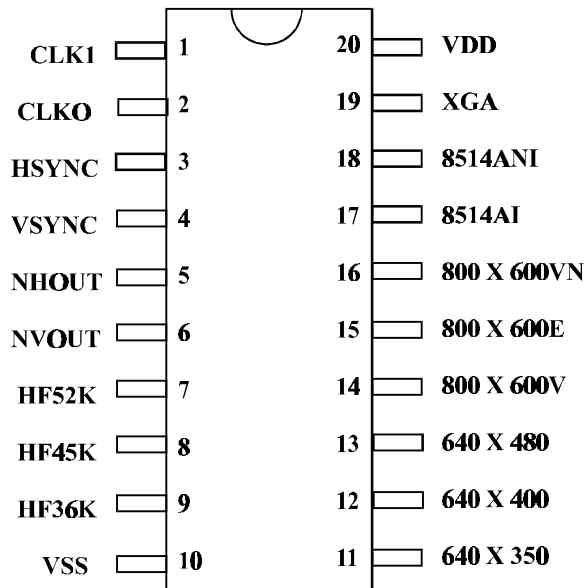 CLK1 1 20 VDD
CLKO 2 19 XGA
HSYNC 3 18 8514ANI
VSYNC 4 17 8514AI
NHOUT 5 16 800 X 600VN
NVOUT 6 15 800 X 600E
HF52K 7 14 800 X 600V
HF45K 8 13 640 X 480
HF36K 9 12 640 X 400
VSS 10 11 640 X 350